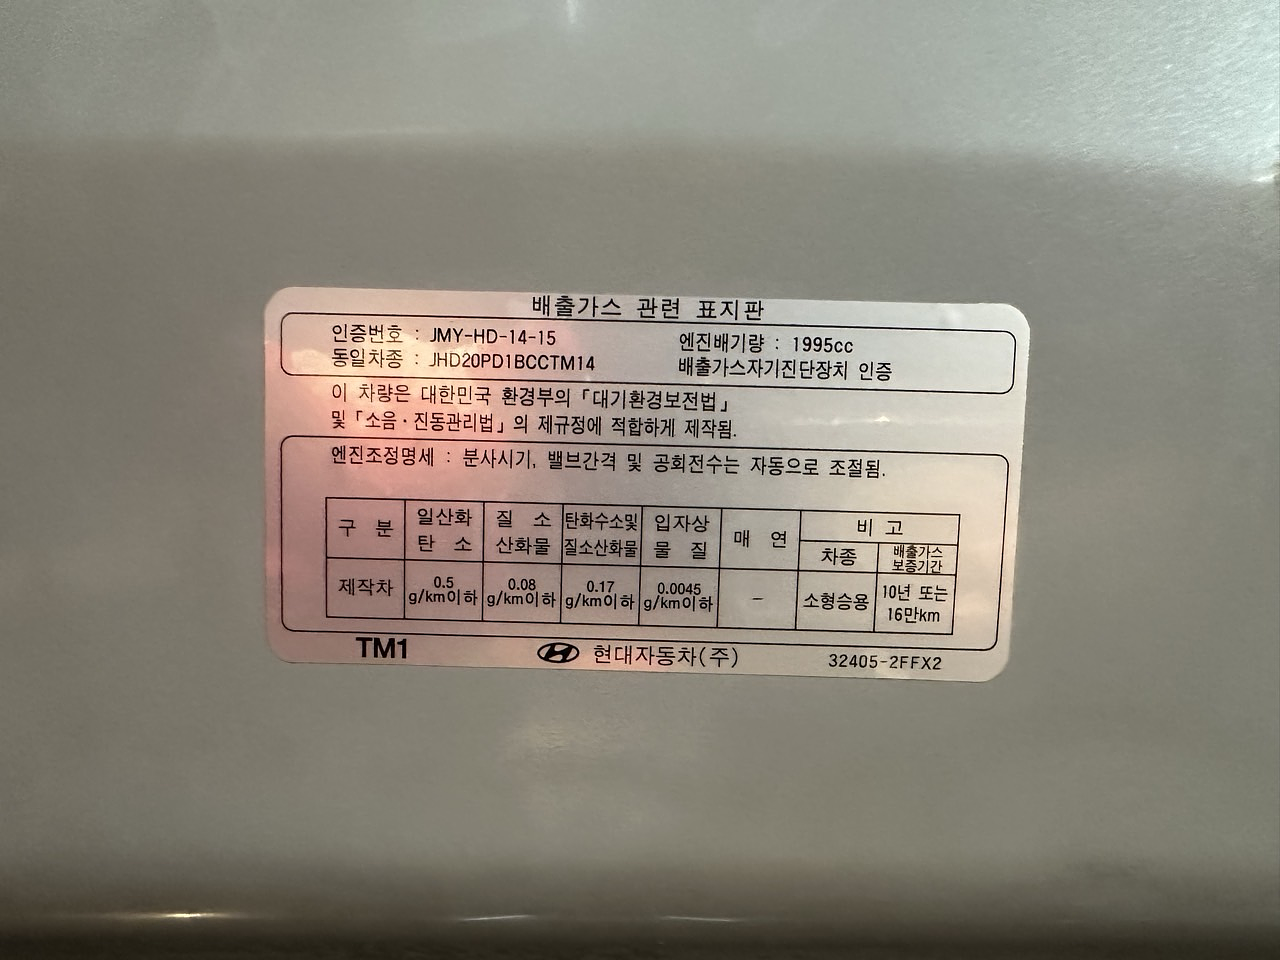 배출가스 관련 표지판
인증번호 : JMY-HD-14-15 엔진배기량 : 1995cc
동일차종 : JHD20PD1BCCTM14 배출가스자기진단장치 인증
이 차량은 대한민국 환경부의 「대기환경보전법」
및 「소음·진동관리법」의 제규정에 적합하게 제작됨.
엔진조정명세 : 분사시기, 밸브간격 및 공회전수는 자동으로 조절됨.
구 분 일산화 탄 소 질 소 산화물 탄화수소및 질소산화물 입자상 물 질 매 연 비 고
차종 배출가스 보증기간
제작차 0.5 g/km이하 0.08 g/km이하 0.17 g/km이하 0.0045 g/km이하 – 소형승용 10년 또는 16만km
TM1 현대자동차(주) 32405-2FFX2